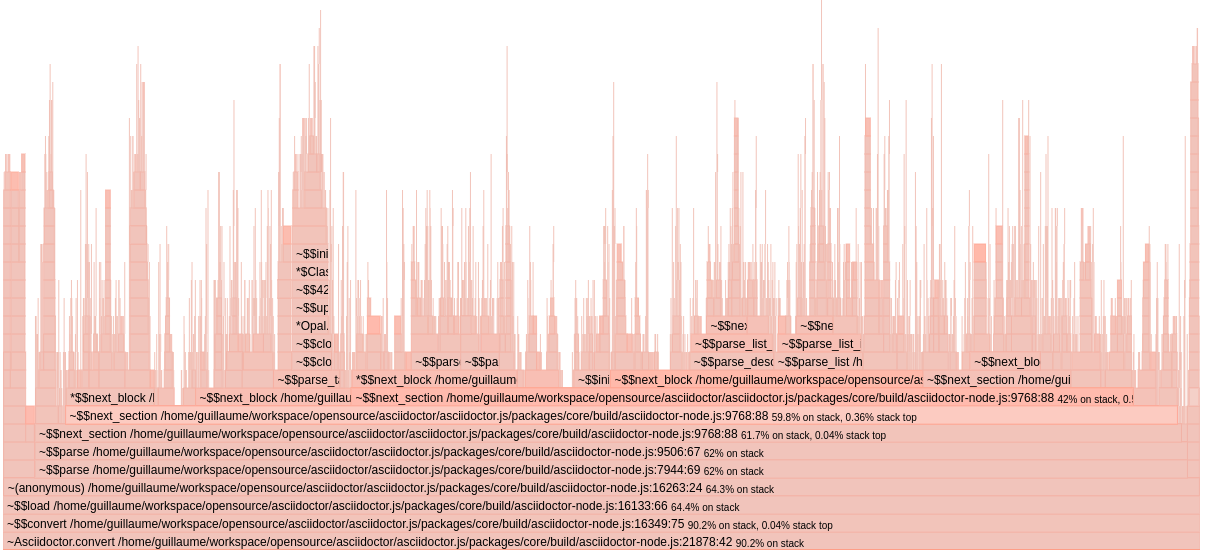 ~$$ini
*$Clas
~$$42
~$$up
*Opal.
~$$nex
~$$ne
~$$clo
~$$parse_list_
~$$parse_list_i
~$$clo
~$$pars
~$$pa
~$$parse_desc
~$$parse_list /h
~$$next_blo
~$$parse_t
*$$next_block /home/guillaum
~$$ini
~$$next_block /home/guillaume/workspace/opensource/as
~$$next_section /home/gui
*$$next_block /l
~$$next_block /home/guillau
~$$next_section /home/guillaume/workspace/opensource/asciidoctor/asciidoctor.js/packages/core/build/asciidoctor-node.js:9768:88 42% on stack,
~$$next_section /home/guillaume/workspace/opensource/asciidoctor/asciidoctor.js/packages/core/build/asciidoctor-node.js:9768:88 59.8% on stack, 0.36% stack top
~$$next_section /home/guillaume/workspace/opensource/asciidoctor/asciidoctor.js/packages/core/build/asciidoctor-node.js:9768:88 61.7% on stack, 0.04% stack top
~$$parse /home/guillaume/workspace/opensource/asciidoctor/asciidoctor.js/packages/core/build/asciidoctor-node.js:9506:67 62% on stack
~$$parse /home/guillaume/workspace/opensource/asciidoctor/asciidoctor.js/packages/core/build/asciidoctor-node.js:7944:69 62% on stack
~(anonymous) /home/guillaume/workspace/opensource/asciidoctor/asciidoctor.js/packages/core/build/asciidoctor-node.js:16263:24 64.3% on stack
~$$load /home/guillaume/workspace/opensource/asciidoctor/asciidoctor.js/packages/core/build/asciidoctor-node.js:16133:66 64.4% on stack
~$$convert /home/guillaume/workspace/opensource/asciidoctor/asciidoctor.js/packages/core/build/asciidoctor-node.js:16349:75 90.2% on stack, 0.04% stack top
~Asciidoctor.convert /home/guillaume/workspace/opensource/asciidoctor/asciidoctor.js/packages/core/build/asciidoctor-node.js:21878:42 90.2% on stack